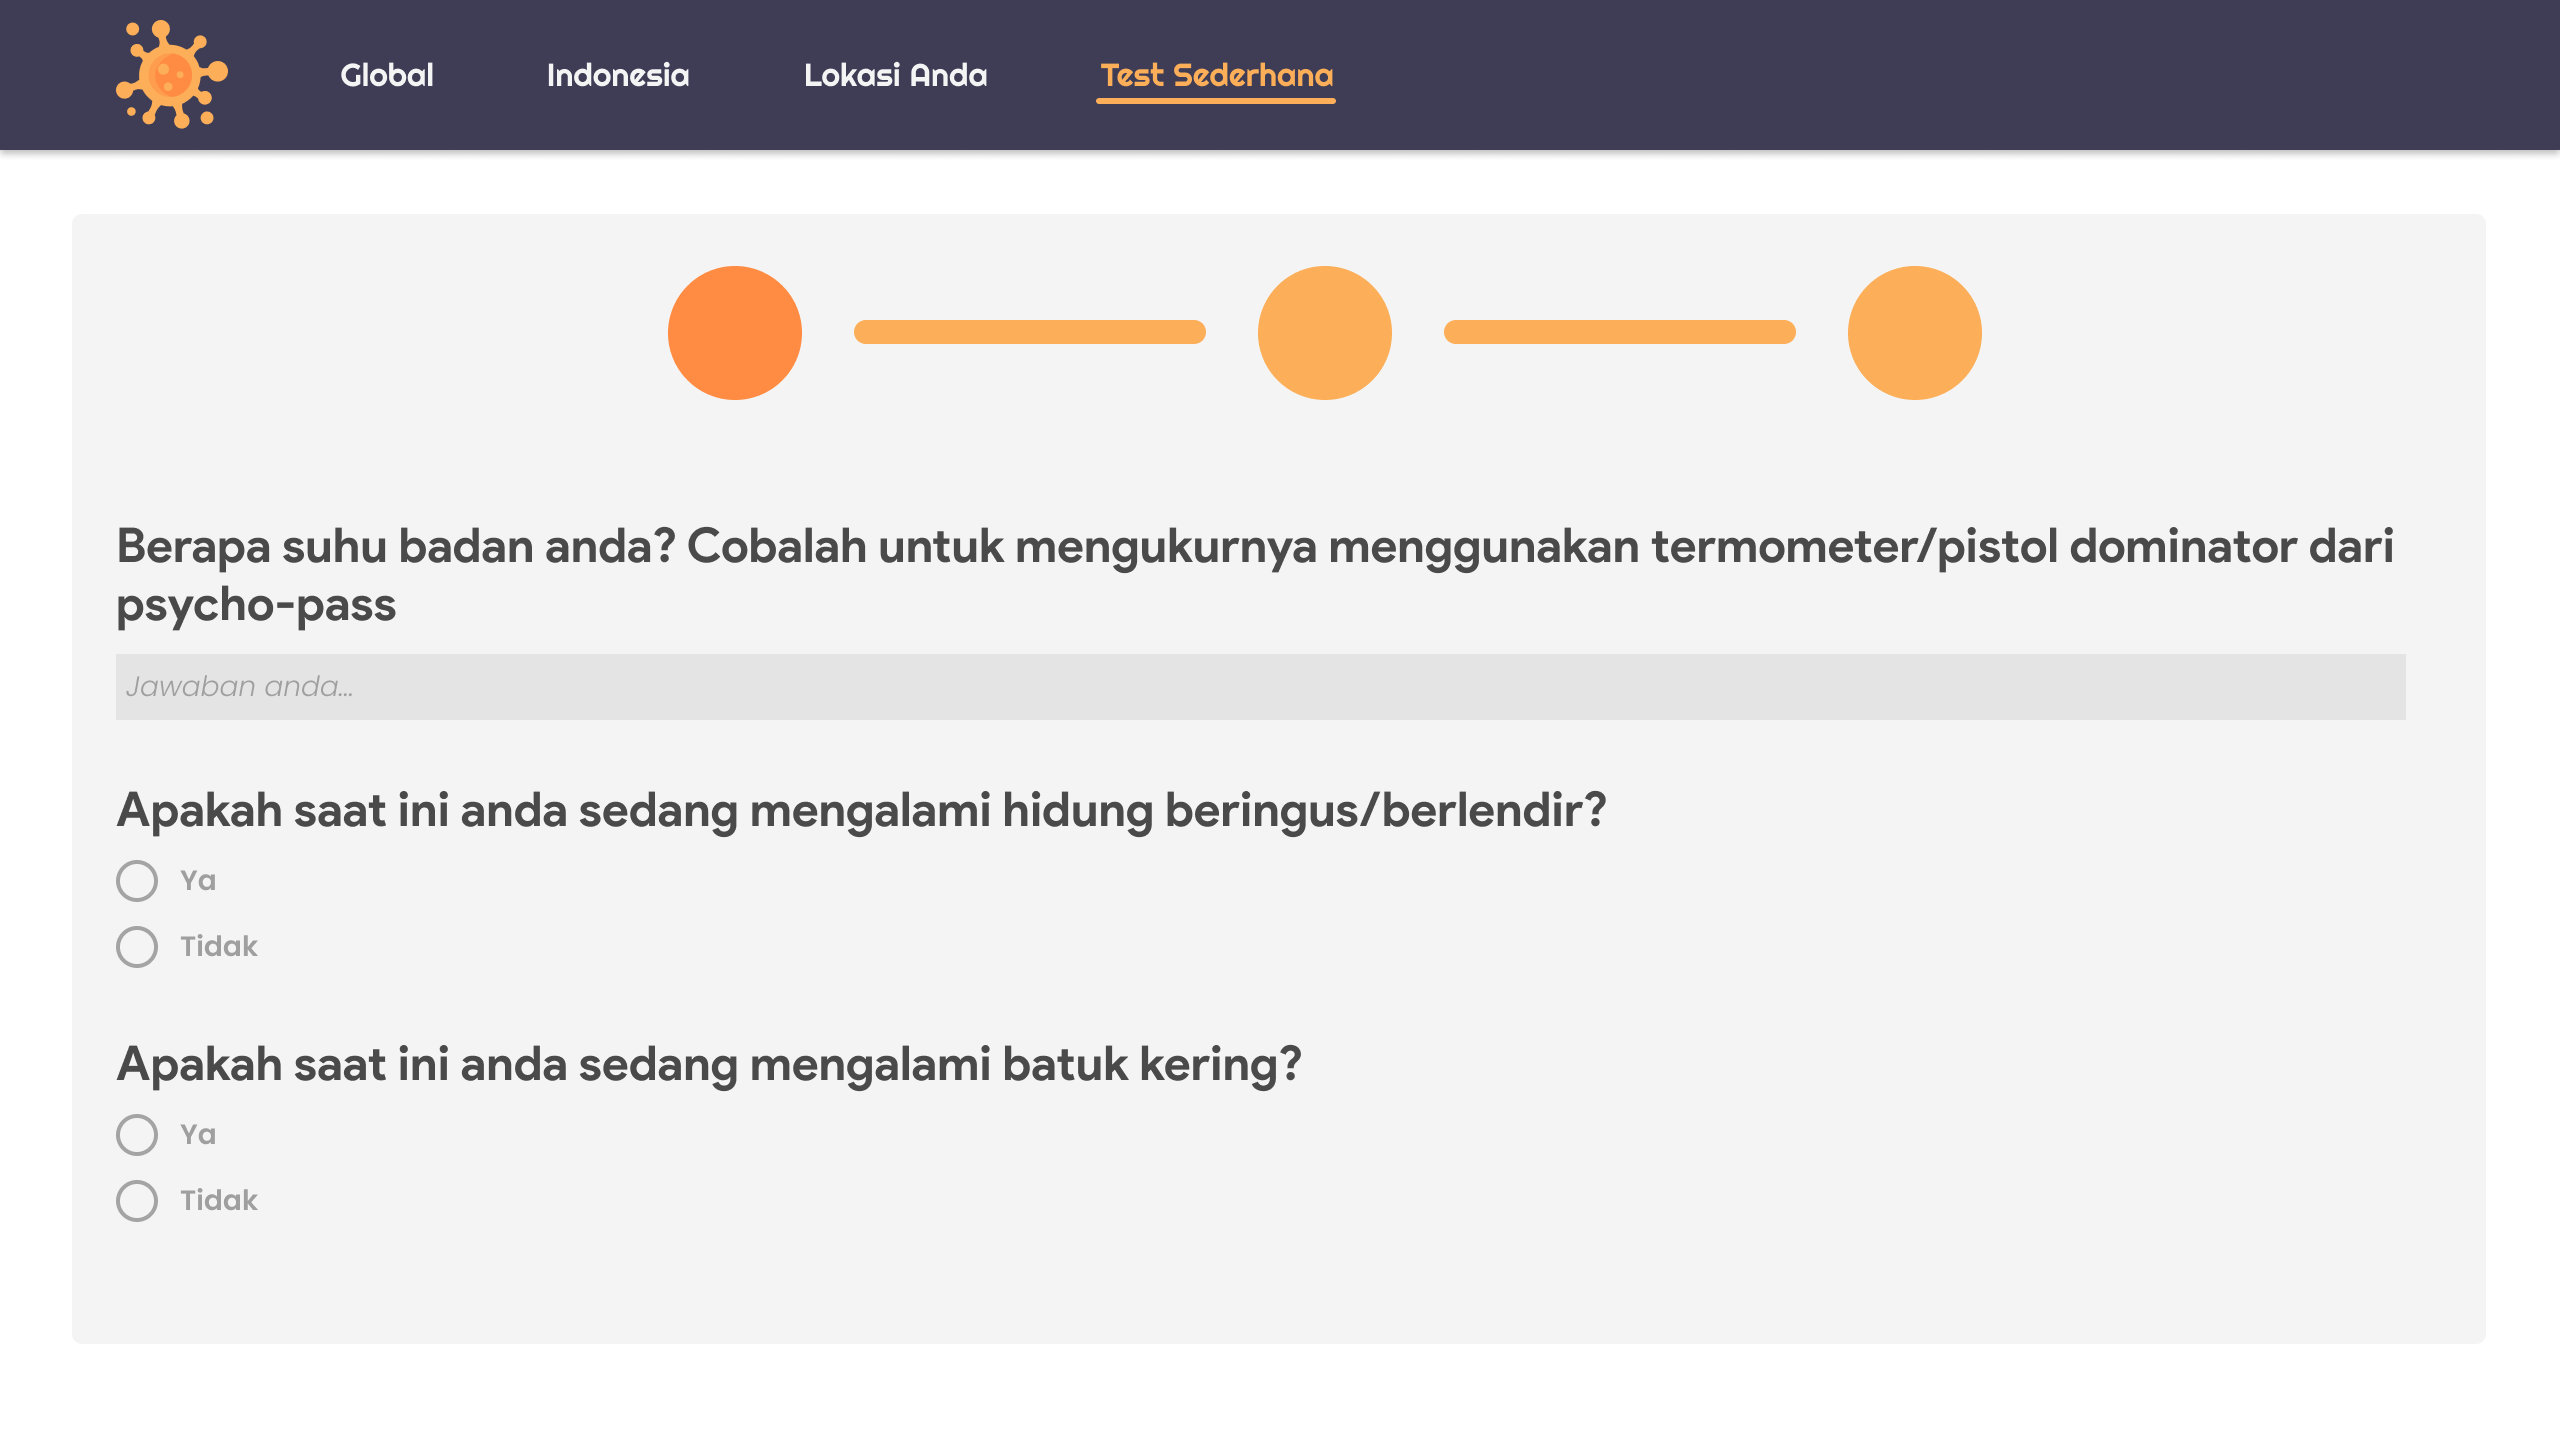 Global
Indonesia
Lokasi Anda
Test Sederhana
Berapa suhu badan anda? Cobalah untuk mengukurnya menggunakan termometer/pistol dominator dari
psycho-pass
Jawaban anda...
Apakah saat ini anda sedang mengalami hidung beringus/berlendir?
Ya
Tidak
Apakah saat ini anda sedang mengalami batuk kering?
Ya
Tidak